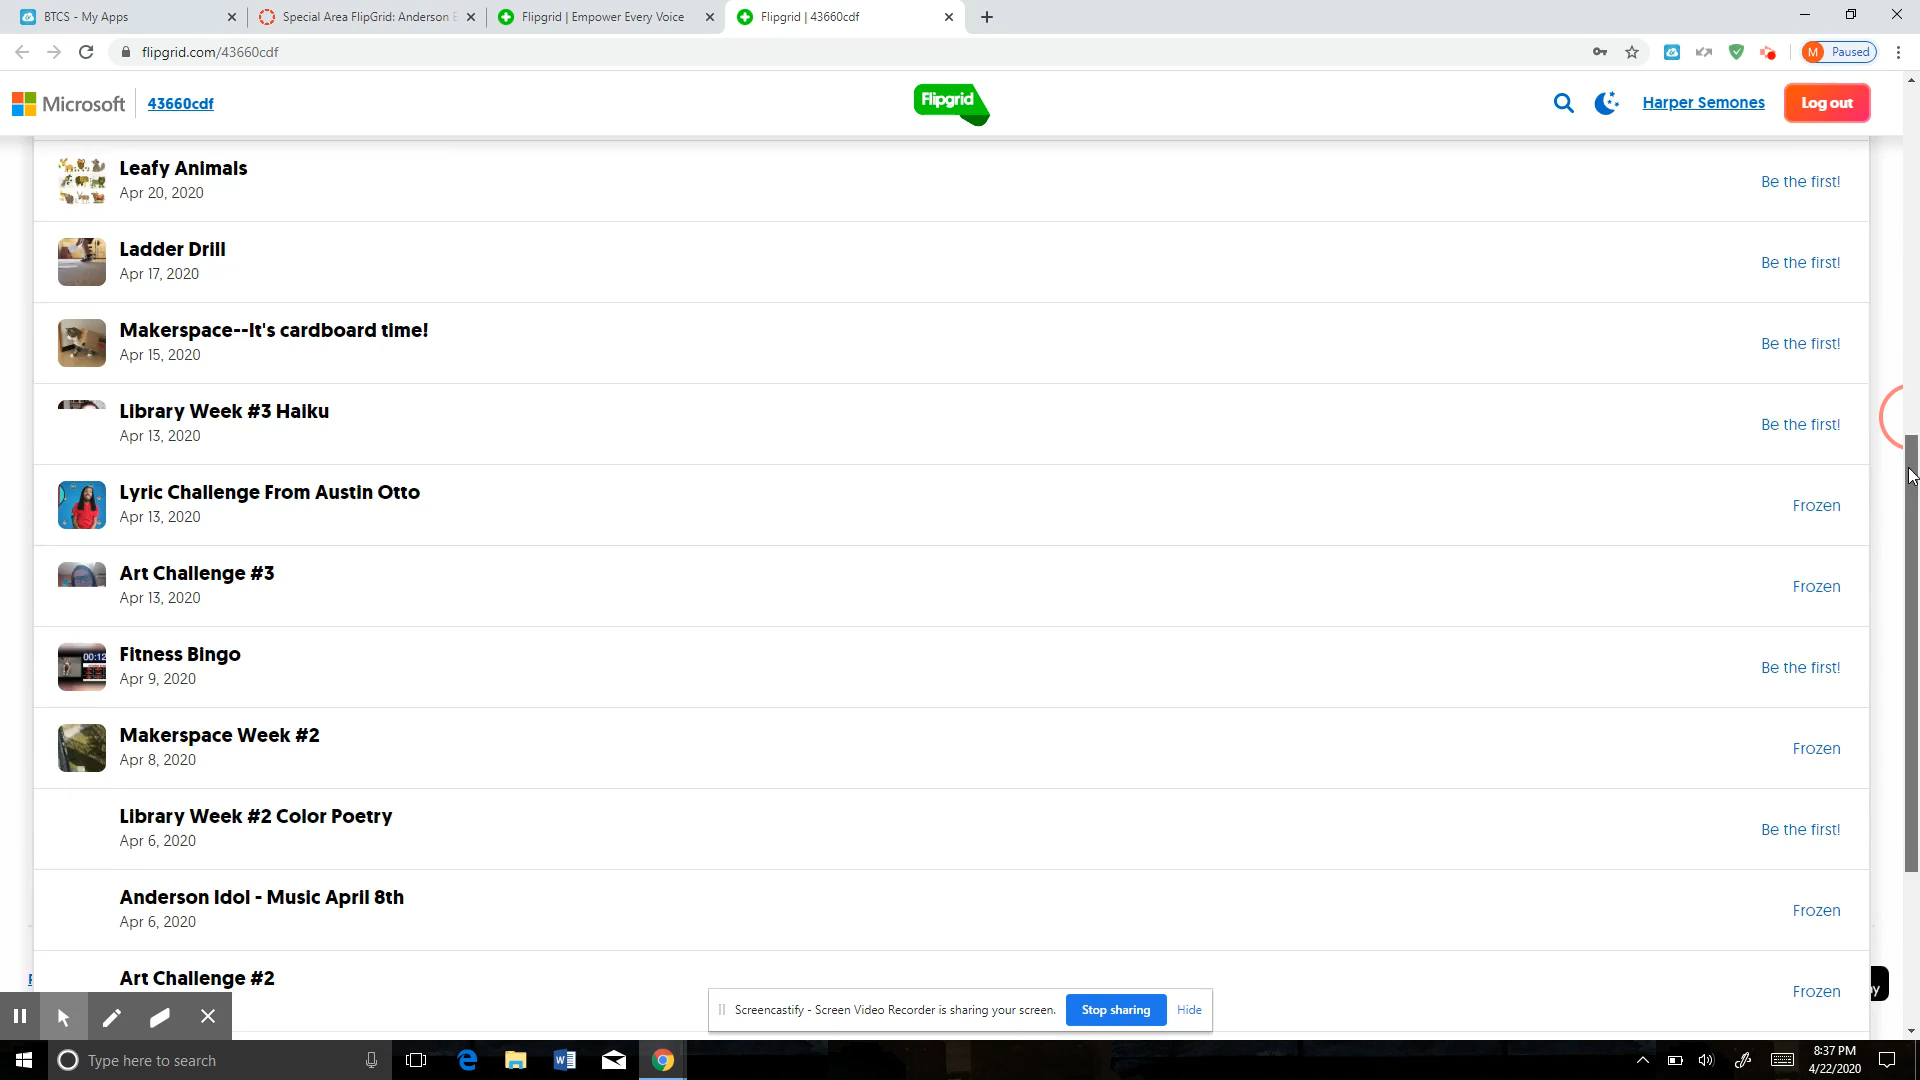 BTCS - My Apps
Special Area FlipGrid: Anderson E
Flipgrid | Empower Every Voice
Flipgrid | 43660cdf
flipgrid.com/43660cdf
M Paused
Microsoft 43660cdf
Flipgrid
Harper Semones
Log out
Leafy Animals
Apr 20, 2020
Be the first!
Ladder Drill
Apr 17, 2020
Be the first!
Makerspace--It's cardboard time!
Apr 15, 2020
Be the first!
Library Week #3 Haiku
Apr 13, 2020
Be the first!
Lyric Challenge From Austin Otto
Apr 13, 2020
Frozen
Art Challenge #3
Apr 13, 2020
Frozen
Fitness Bingo
Apr 9, 2020
Be the first!
00:12
Makerspace Week #2
Apr 8, 2020
Frozen
Library Week #2 Color Poetry
Apr 6, 2020
Be the first!
Anderson Idol - Music April 8th
Apr 6, 2020
Frozen
Art Challenge #2
Frozen
Screencastify - Screen Video Recorder is sharing your screen.
Stop sharing
Hide
Type here to search
8:37 PM
4/22/2020